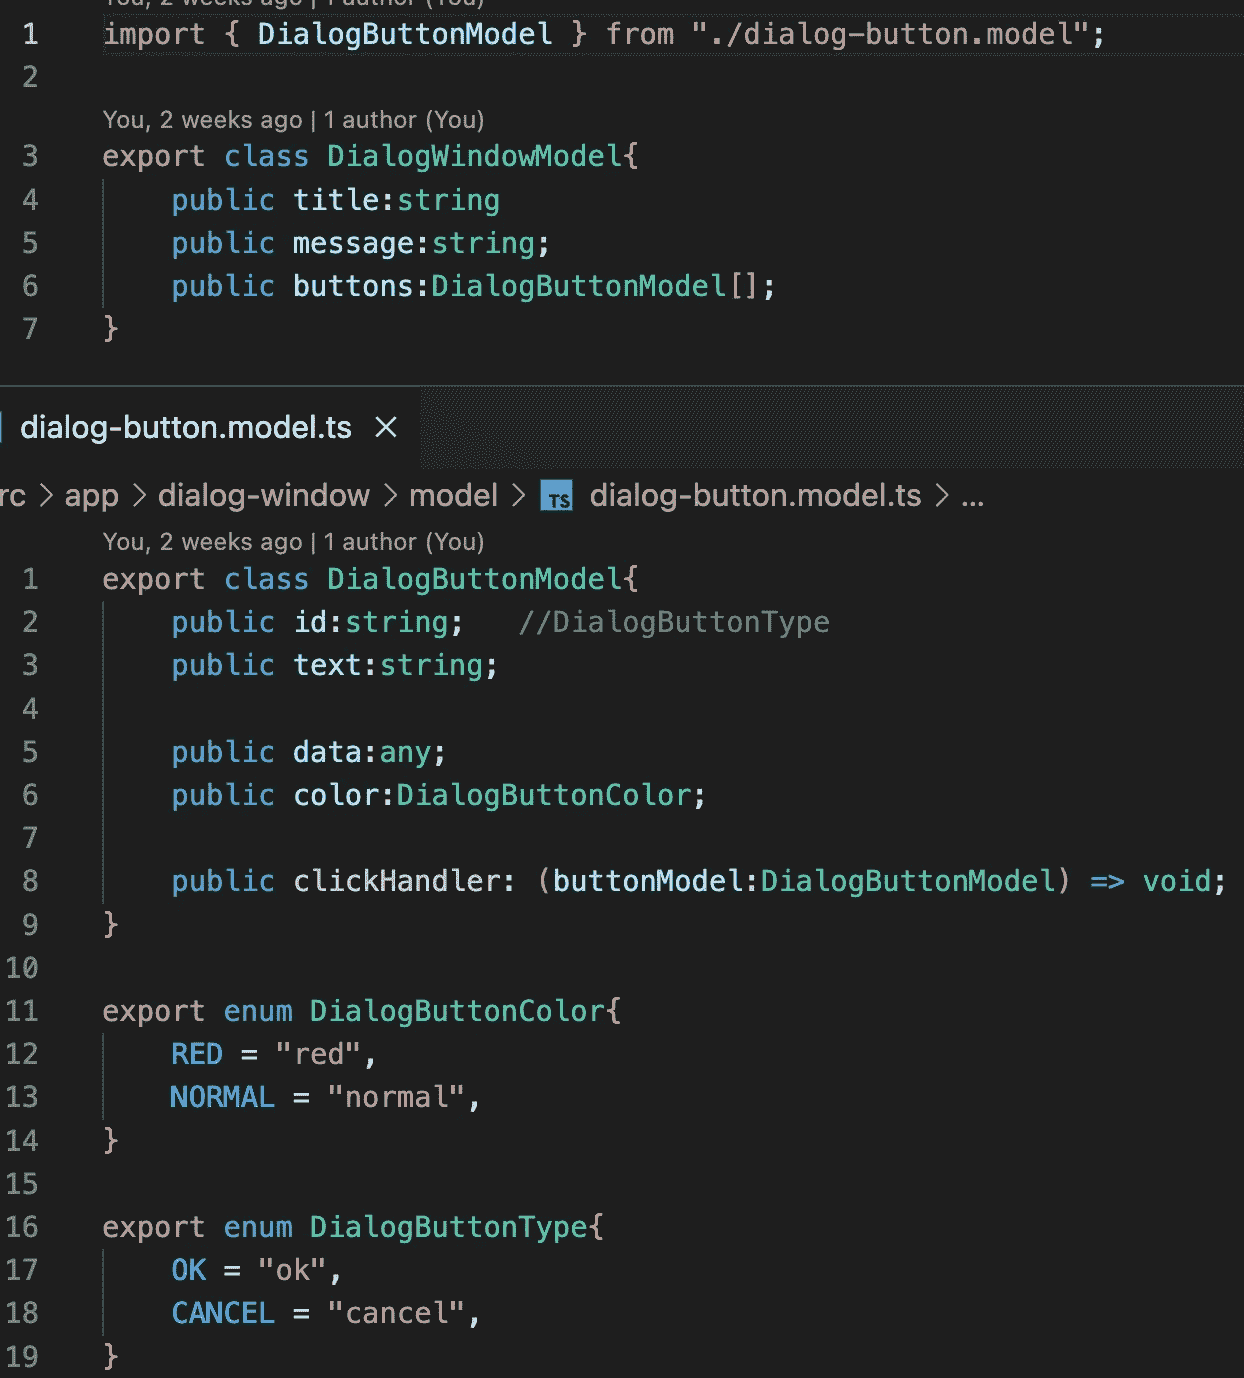 You, 2 weeks ago | 1 author (You)
1 import { DialogButtonModel } from "./dialog-button.model";
2
You, 2 weeks ago | 1 author (You)
3 export class DialogWindowModel{
4 public title:string
5 public message:string;
6 public buttons:DialogButtonModel[];
7 }
dialog-button.model.ts ×
rc > app > dialog-window > model > TS dialog-button.model.ts > ...
You, 2 weeks ago | 1 author (You)
1 export class DialogButtonModel{
2 public id:string; //DialogButtonType
3 public text:string;
4
5 public data:any;
6 public color:DialogButtonColor;
7
8 public clickHandler: (buttonModel:DialogButtonModel) => void;
9 }
10
11 export enum DialogButtonColor{
12 RED = "red",
13 NORMAL = "normal",
14 }
15
16 export enum DialogButtonType{
17 OK = "ok",
18 CANCEL = "cancel",
19 }